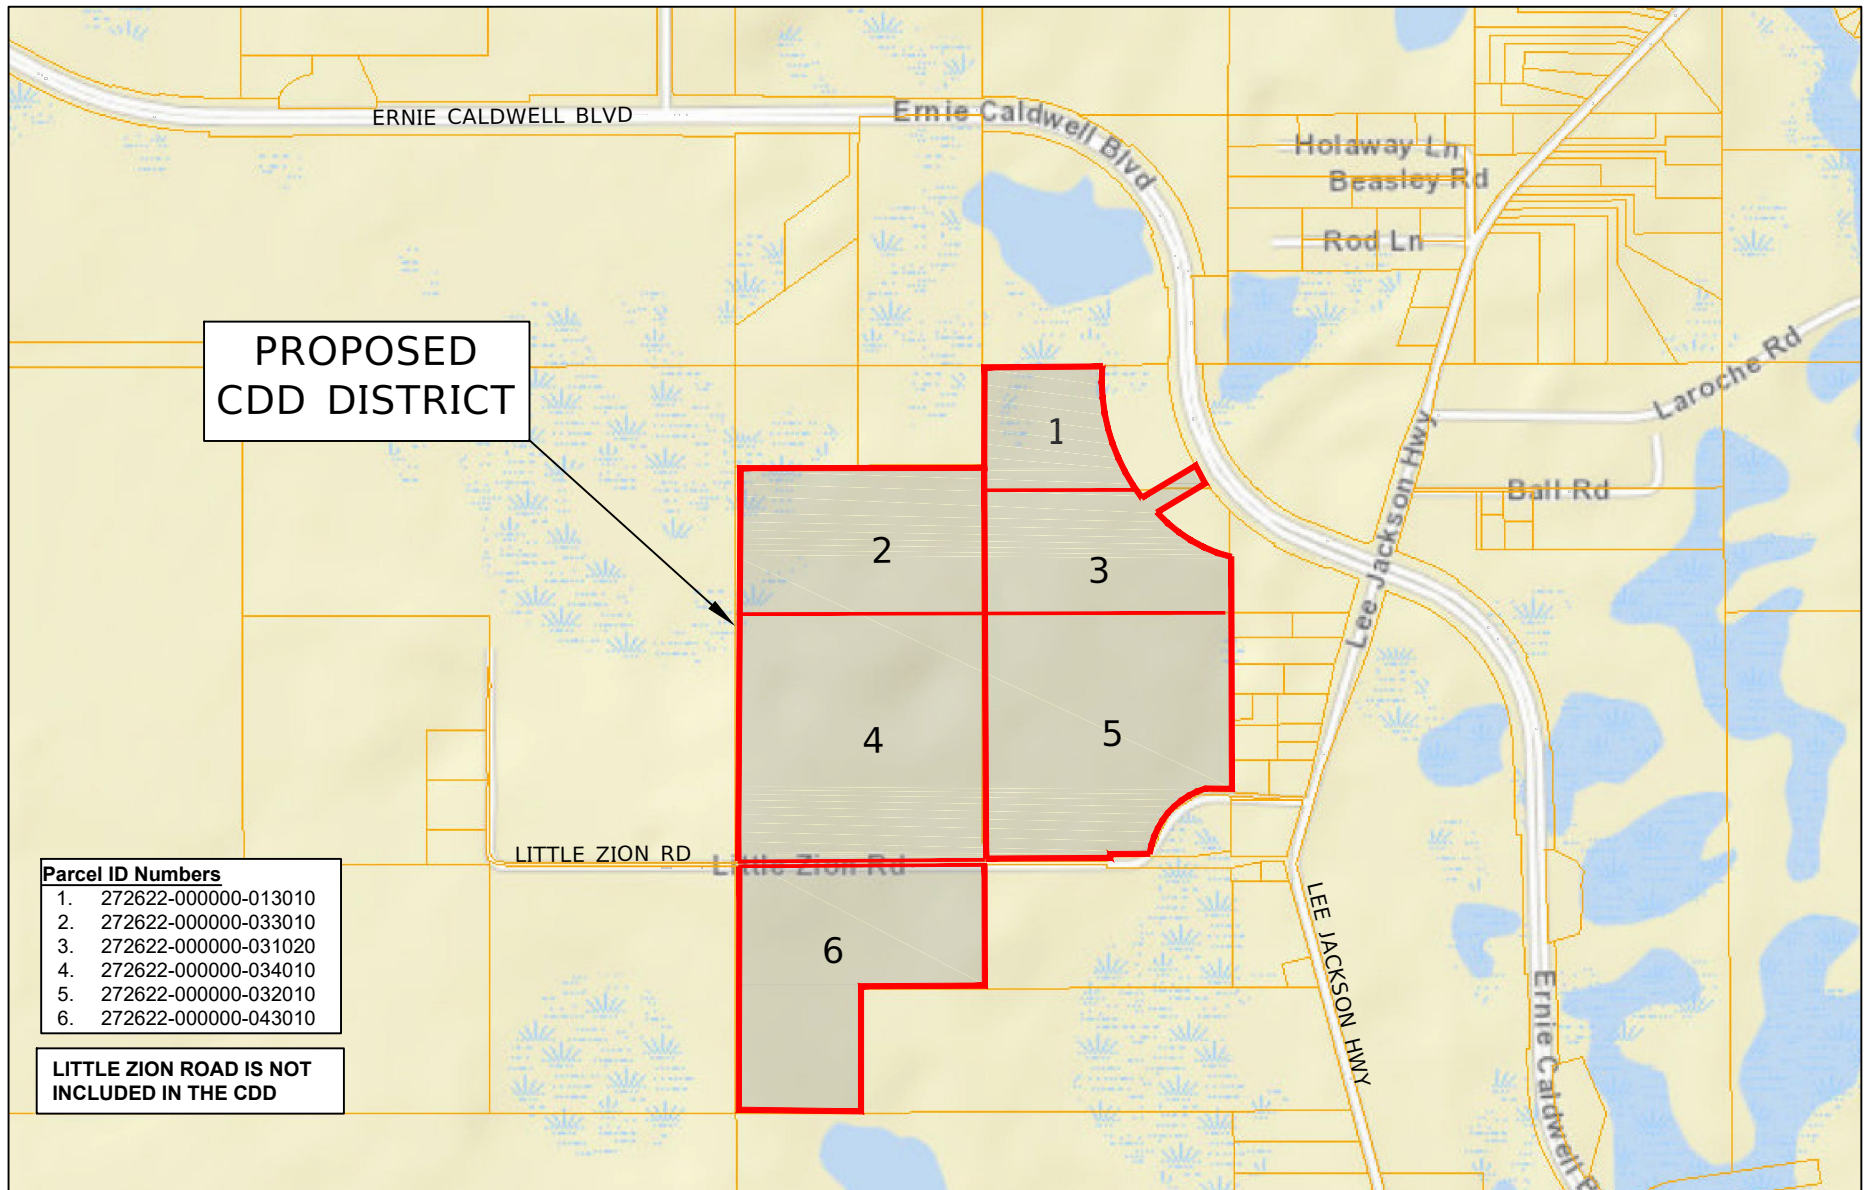 ERNIE CALDWELL BLVD
Ernie Caldwell Blvd
Holaway Ln
Beasley Rd
Rod Ln
PROPOSED
CDD DISTRICT
Laroche Rd
Lee Jackson Hwy
Ball Rd
1
2
3
4
5
LITTLE ZION RD
Little Zion Rd
6
LEE JACKSON HWY
Ernie Caldwell B
Parcel ID Numbers
1. 272622-000000-013010
2. 272622-000000-033010
3. 272622-000000-031020
4. 272622-000000-034010
5. 272622-000000-032010
6. 272622-000000-043010
LITTLE ZION ROAD IS NOT
INCLUDED IN THE CDD